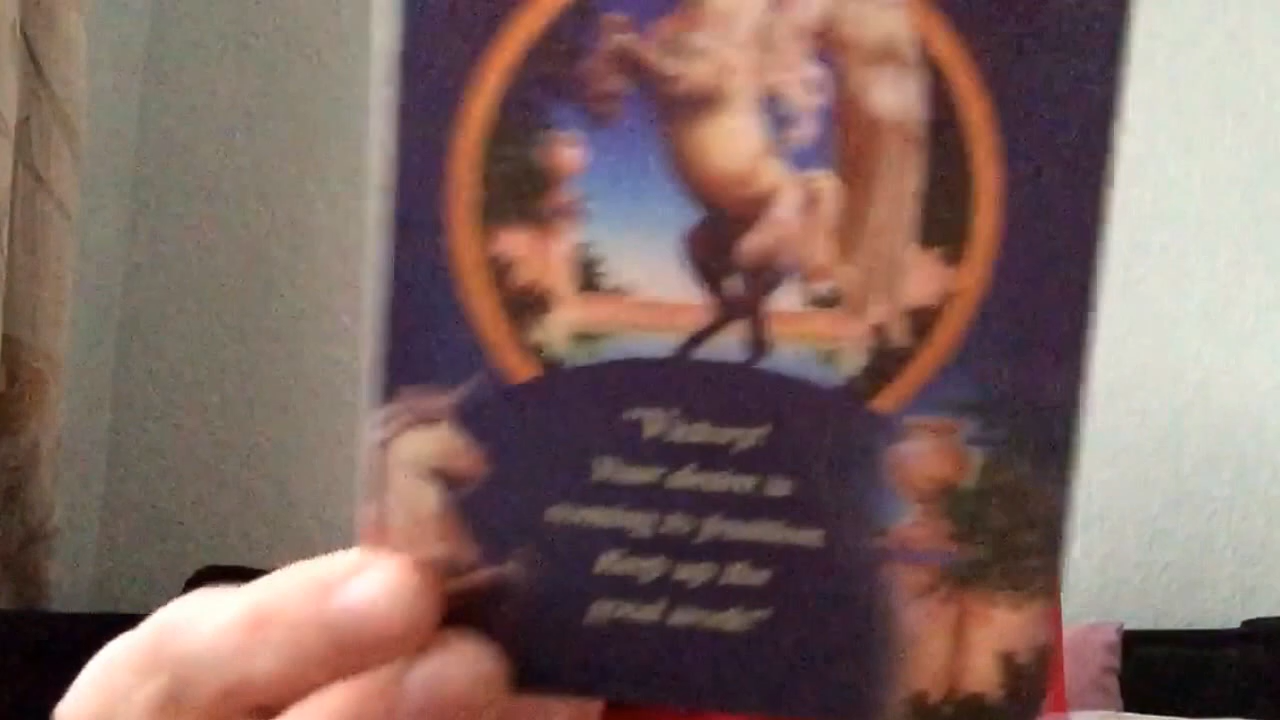 "Victory!
Your desire is
coming to fruition.
Keep up the
good work!"